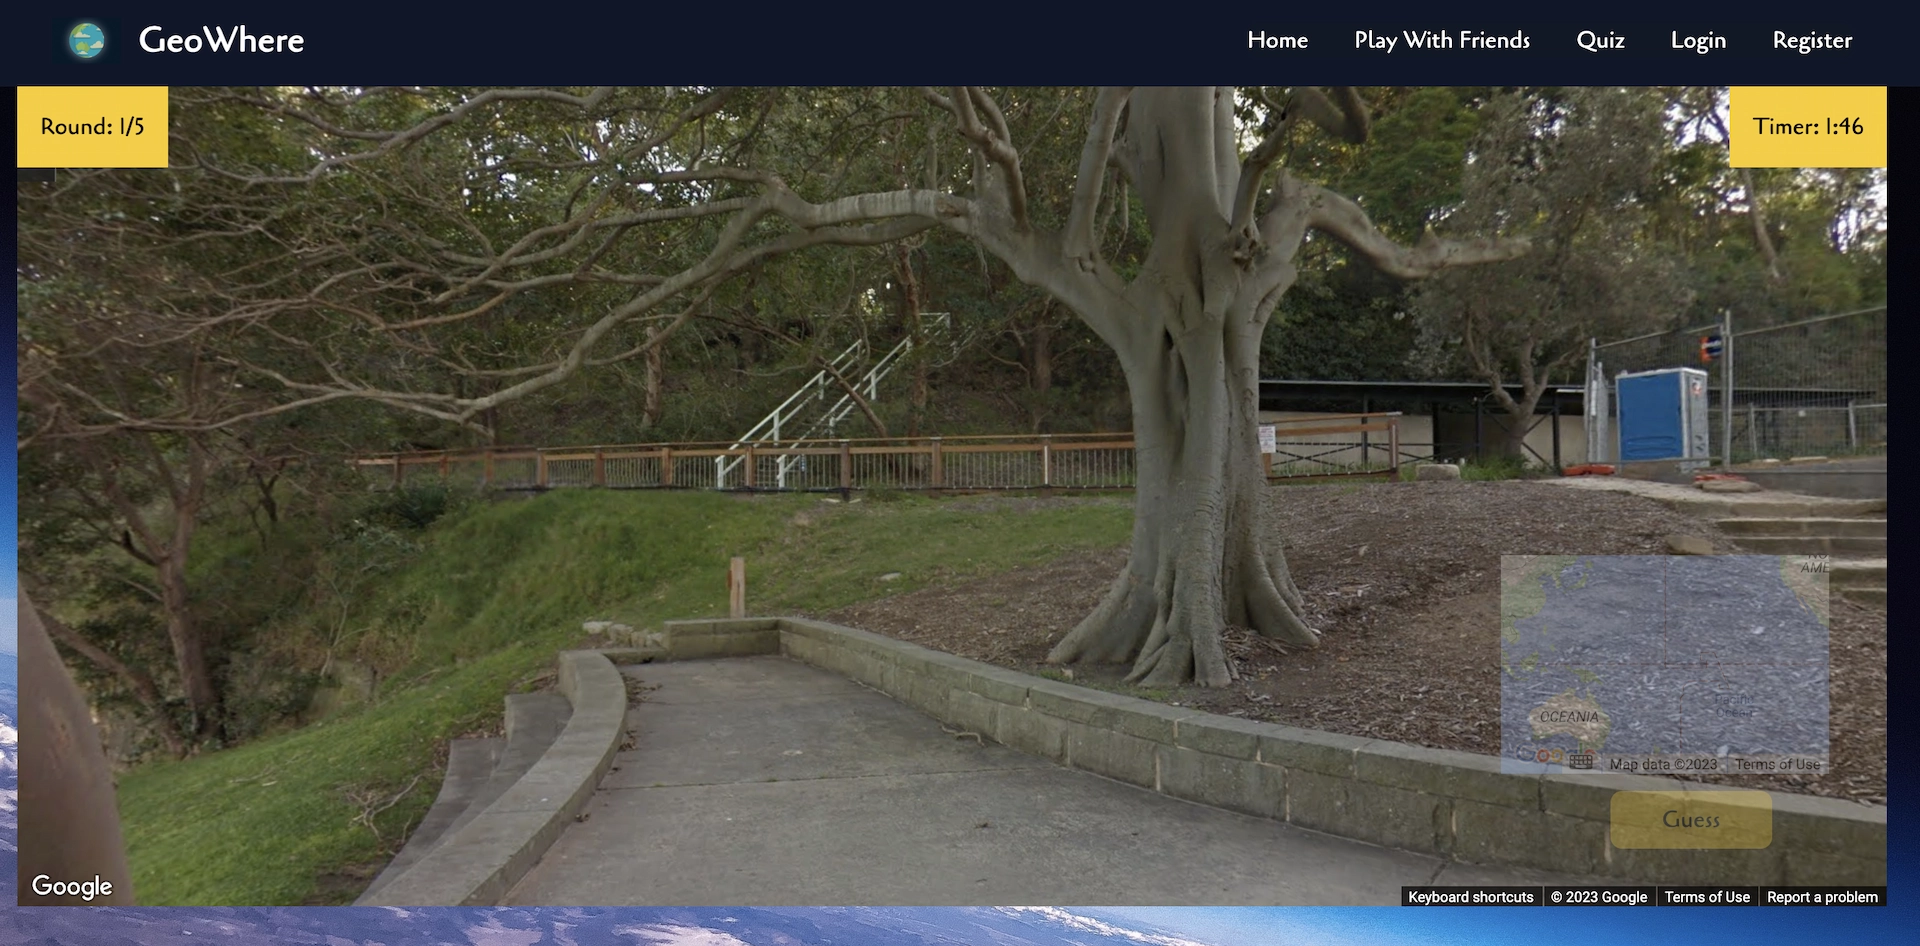 GeoWhere
Home
Play With Friends
Quiz
Login
Register
Round: 1/5
Timer: 1:46
AME
OCEANIA
Map data ©2023
Terms of Use
Guess
Google
Keyboard shortcuts
© 2023 Google
Terms of Use
Report a problem